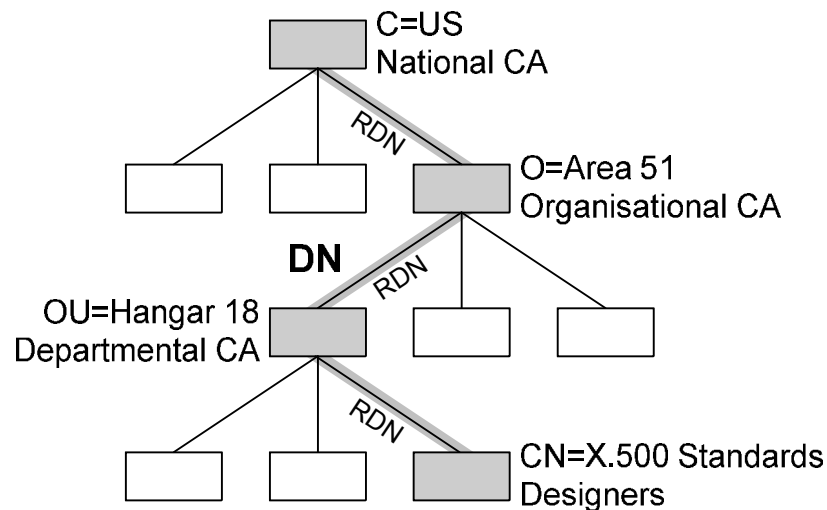 C=US
National CA
RDN
O=Area 51
Organisational CA
DN
RDN
OU=Hangar 18
Departmental CA
RDN
CN=X.500 Standards
Designers